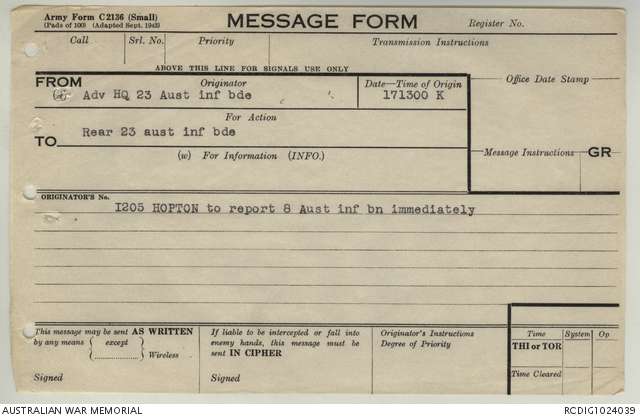 Army Form C 2136 (Small)
(Pads of 100) (Adapted Sept. 1943)
MESSAGE FORM
Register No.
Call Srl. No. Priority Transmission Instructions
ABOVE THIS LINE FOR SIGNALS USE ONLY
FROM Originator Date—Time of Origin Office Date Stamp
Adv HQ 23 Aust inf bde 171300 K
For Action
Rear 23 aust inf bde
TO
(w) For Information (INFO.) Message Instructions GR
ORIGINATOR'S No.
I205 HOPTON to report 8 Aust inf bn immediately
This message may be sent AS WRITTEN
by any means except
Wireless
Signed
If liable to be intercepted or fall into
enemy hands, this message must be
sent IN CIPHER
Signed
Originator's Instructions
Degree of Priority
Time System Op
THI or TOR
Time Cleared
AUSTRALIAN WAR MEMORIAL RCDIG1024039